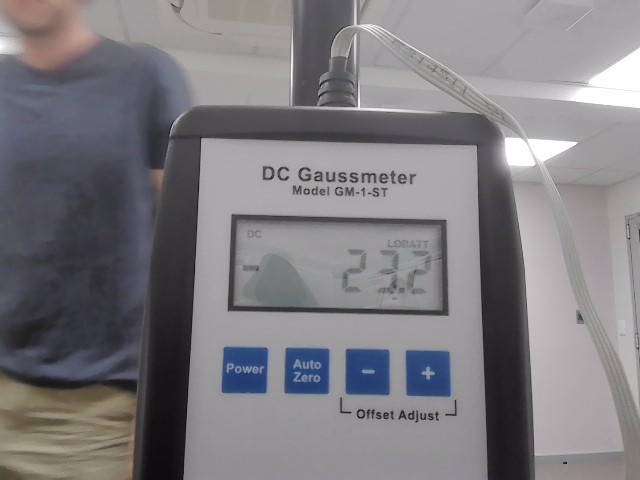 DC Gaussmeter
Model GM-1-ST
DC
LOBATT
- 23.2
Power
Auto
Zero
-
+
Offset Adjust